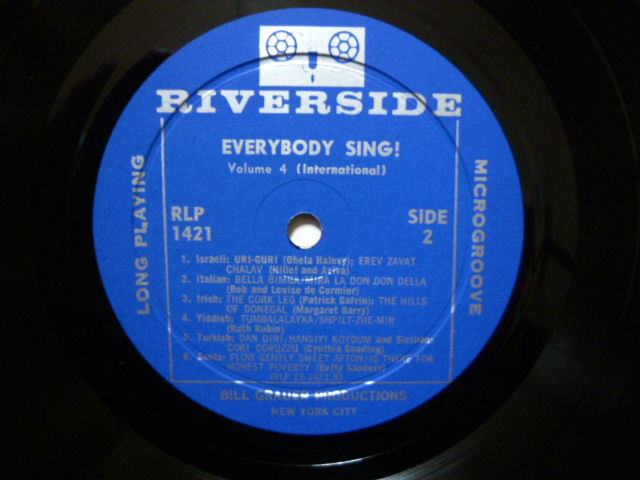 RIVERSIDE
EVERYBODY SING!
Volume 4 (International)
LONG PLAYING
MICROGROOVE
RLP
1421
SIDE
2
1. Israeli: URI-GURI (Ohela Halevy); EREV ZAVAT
CHALAV (Hillel and Aviva)
2. Italian: BELLA BIMBA/MIRA LA DON DON DELLA
(Bob and Louise de Cormier)
3. Irish: THE CORK LEG (Patrick Galvin); THE HILLS
OF DONEGAL (Margaret Barry)
4. Yiddish: TUMBALALAYKA/SHPILT-ZHE-MIR
(Ruth Rubin)
5. Turkish: DAN DINI/HANSIYI KOYDUM and Sicilian:
CORI CORUZZU (Cynthia Gooding)
6. Scots: FLOW GENTLY SWEET AFTON/IS THERE FOR
HONEST POVERTY (Betty Sanders)
(RLP 12-1421
BILL GRAUER PRODUCTIONS
NEW YORK CITY